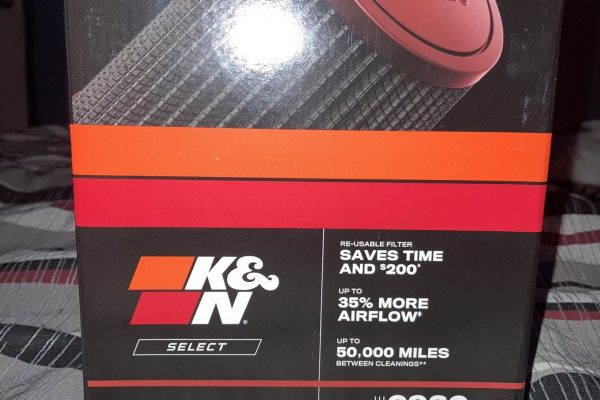 K&
N®
SELECT
RE-USABLE FILTER
SAVES TIME
AND $200*
UP TO
35% MORE
AIRFLOW‡
UP TO
50,000 MILES
BETWEEN CLEANINGS**